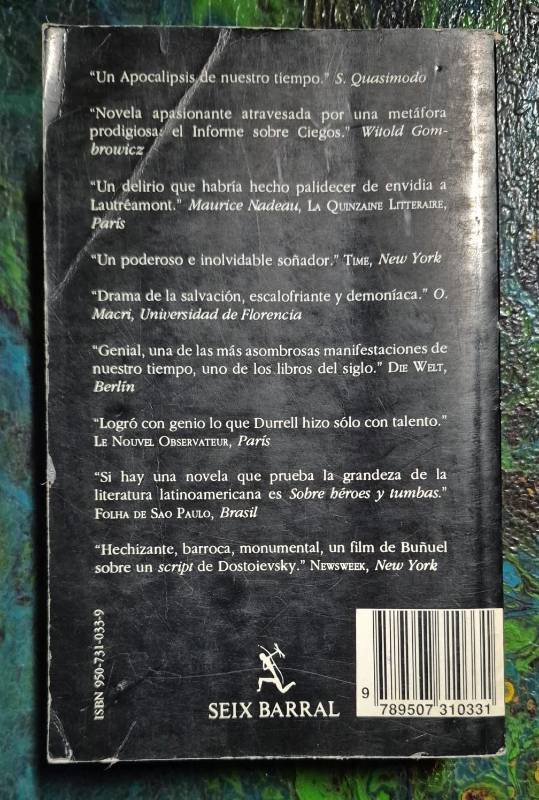 "Un Apocalipsis de nuestro tiempo." S. Quasimodo
"Novela apasionante atravesada por una metáfora
prodigiosa: el Informe sobre Ciegos." Witold Gom-
browicz
"Un delirio que habría hecho palidecer de envidia a
Lautréamont." Maurice Nadeau, LA QUINZAINE LITTERAIRE,
París
"Un poderoso e inolvidable soñador." TIME, New York
"Drama de la salvación, escalofriante y demoníaca." O.
Macri, Universidad de Florencia
"Genial, una de las más asombrosas manifestaciones de
nuestro tiempo, uno de los libros del siglo." DIE WELT,
Berlín
"Logró con genio lo que Durrell hizo sólo con talento."
LE NOUVEL OBSERVATEUR, París
"Si hay una novela que prueba la grandeza de la
literatura latinoamericana es Sobre héroes y tumbas."
FOLHA DE SAO PAULO, Brasil
"Hechizante, barroca, monumental, un film de Buñuel
sobre un script de Dostoievsky." NEWSWEEK, New York
ISBN 950-731-033-9
SEIX BARRAL
9 789507 310331